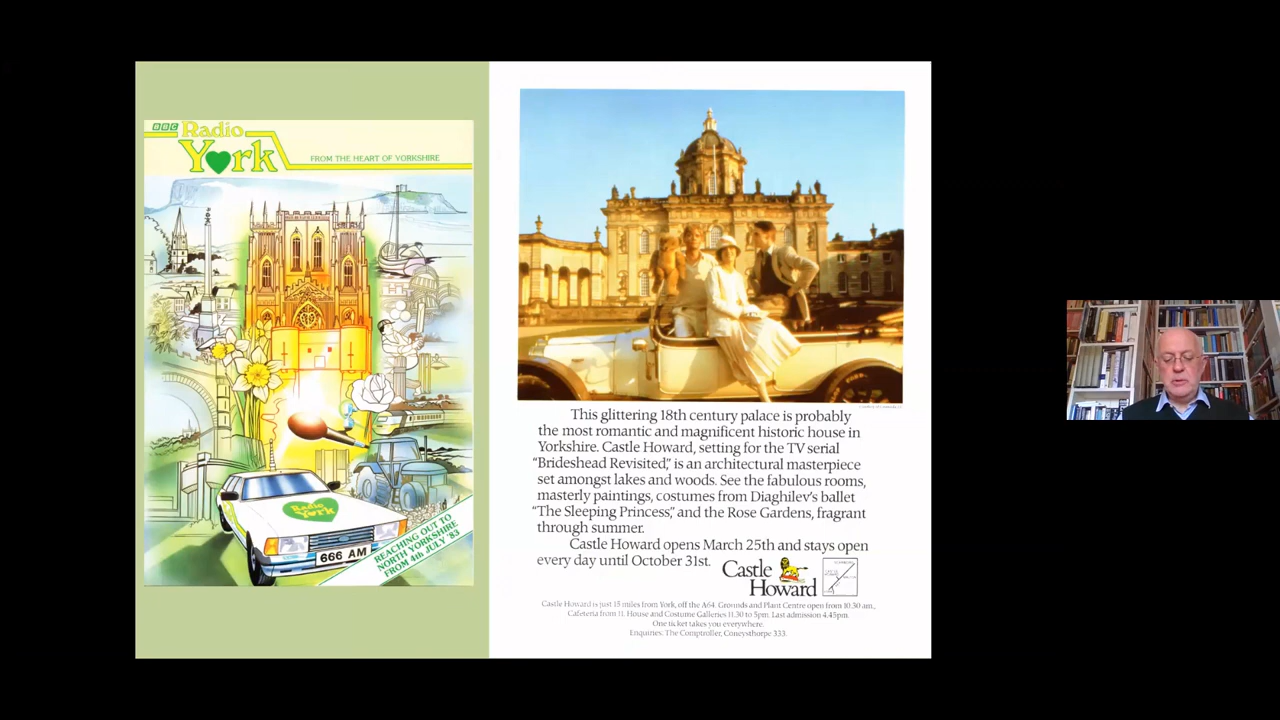 BBC Radio
York
FROM THE HEART OF YORKSHIRE
Radio
York
666 AM
REACHING OUT TO
NORTH YORKSHIRE
FROM 4th JULY '83
This glittering 18th century palace is probably
the most romantic and magnificent historic house in
Yorkshire. Castle Howard, setting for the TV serial
“Brideshead Revisited,” is an architectural masterpiece
set amongst lakes and woods. See the fabulous rooms,
masterly paintings, costumes from Diaghilev's ballet
“The Sleeping Princess,” and the Rose Gardens, fragrant
through summer.
Castle Howard opens March 25th and stays open
every day until October 31st.
Castle
Howard
Castle Howard is just 15 miles from York, off the A64. Grounds and Plant Centre open from 10.30 am.,
Cafeteria from 11. House and Costume Galleries 11.30 to 5pm. Last admission 4.45pm.
One ticket takes you everywhere.
Enquiries: The Comptroller, Coneysthorpe 333.